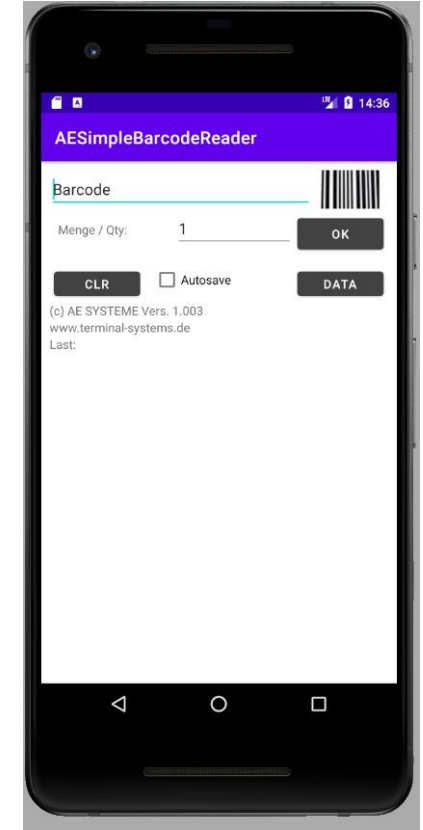 LTE 14:36
AESimpleBarcodeReader
Barcode
Menge / Qty: 1 OK
CLR Autosave DATA
(c) AE SYSTEME Vers. 1.003
www.terminal-systems.de
Last: